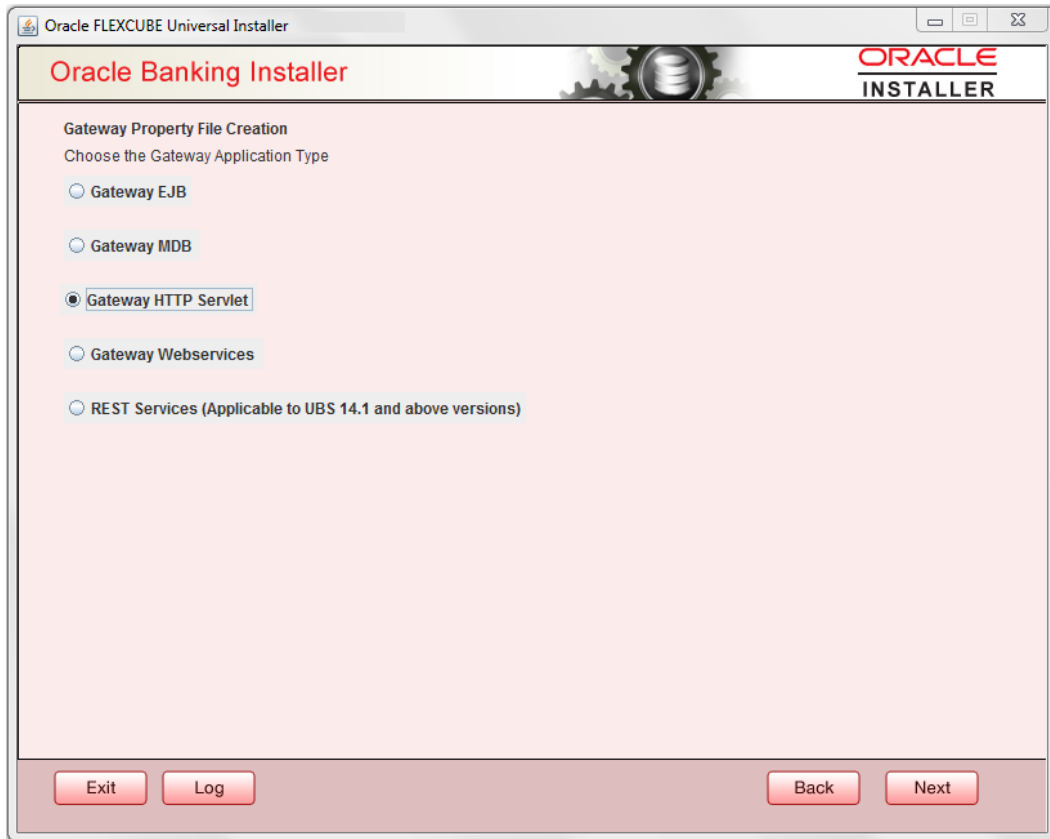 Oracle FLEXCUBE Universal Installer
Oracle Banking Installer
ORACLE
INSTALLER
Gateway Property File Creation
Choose the Gateway Application Type
Gateway EJB
Gateway MDB
Gateway HTTP Servlet
Gateway Webservices
REST Services (Applicable to UBS 14.1 and above versions)
Exit Log Back Next